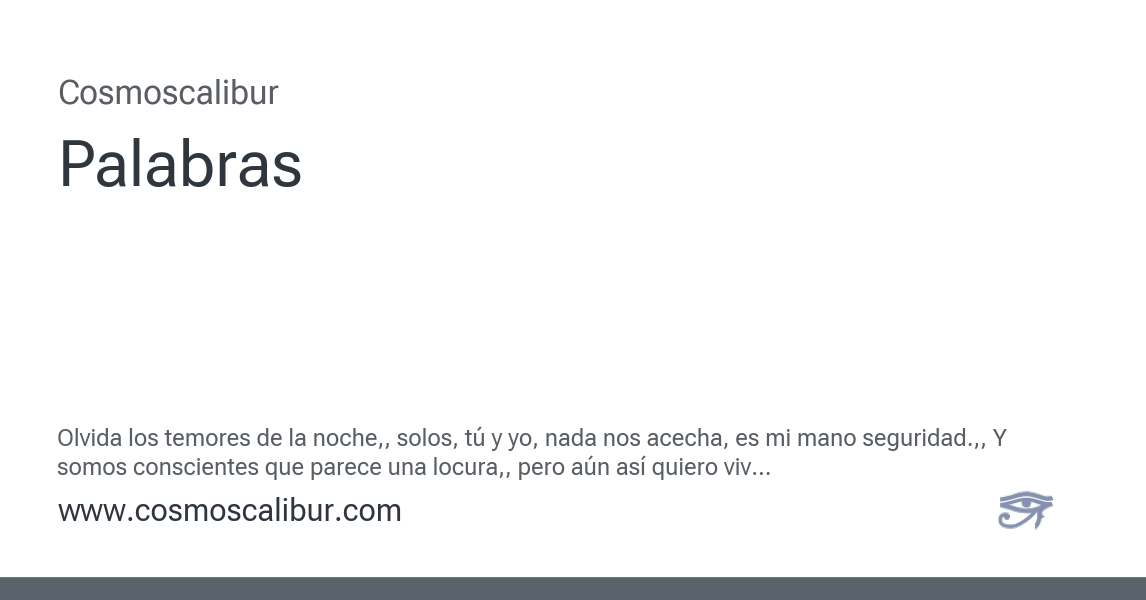 Cosmoscalibur
Palabras
Olvida los temores de la noche,, solos, tú y yo, nada nos acecha, es mi mano seguridad.,, Y
somos conscientes que parece una locura,, pero aún así quiero viv...
www.cosmoscalibur.com